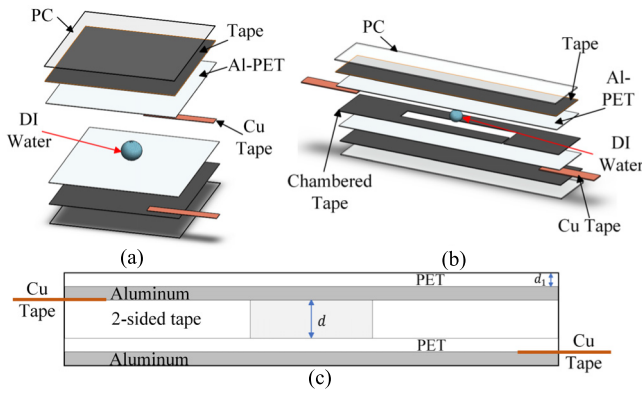 PC
Tape
Al-PET
DI
Water
Cu
Tape
(a)
PC
Tape
Al-
PET
DI
Water
Chambered
Tape
Cu Tape
(b)
PET
d₁
Cu
Tape
Aluminum
2-sided tape
d
PET
Aluminum
Cu
Tape
(c)